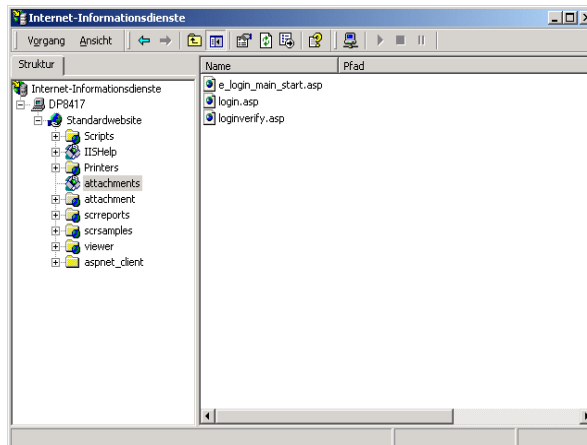 Internet-Informationsdienste
Vorgang Ansicht
Struktur
Name Pfad
Internet-Informationsdienste
DP8417
Standardwebsite
Scripts
IISHelp
Printers
attachments
attachment
scrreports
scrsamples
viewer
aspnet_client
e_login_main_start.asp
login.asp
loginverify.asp